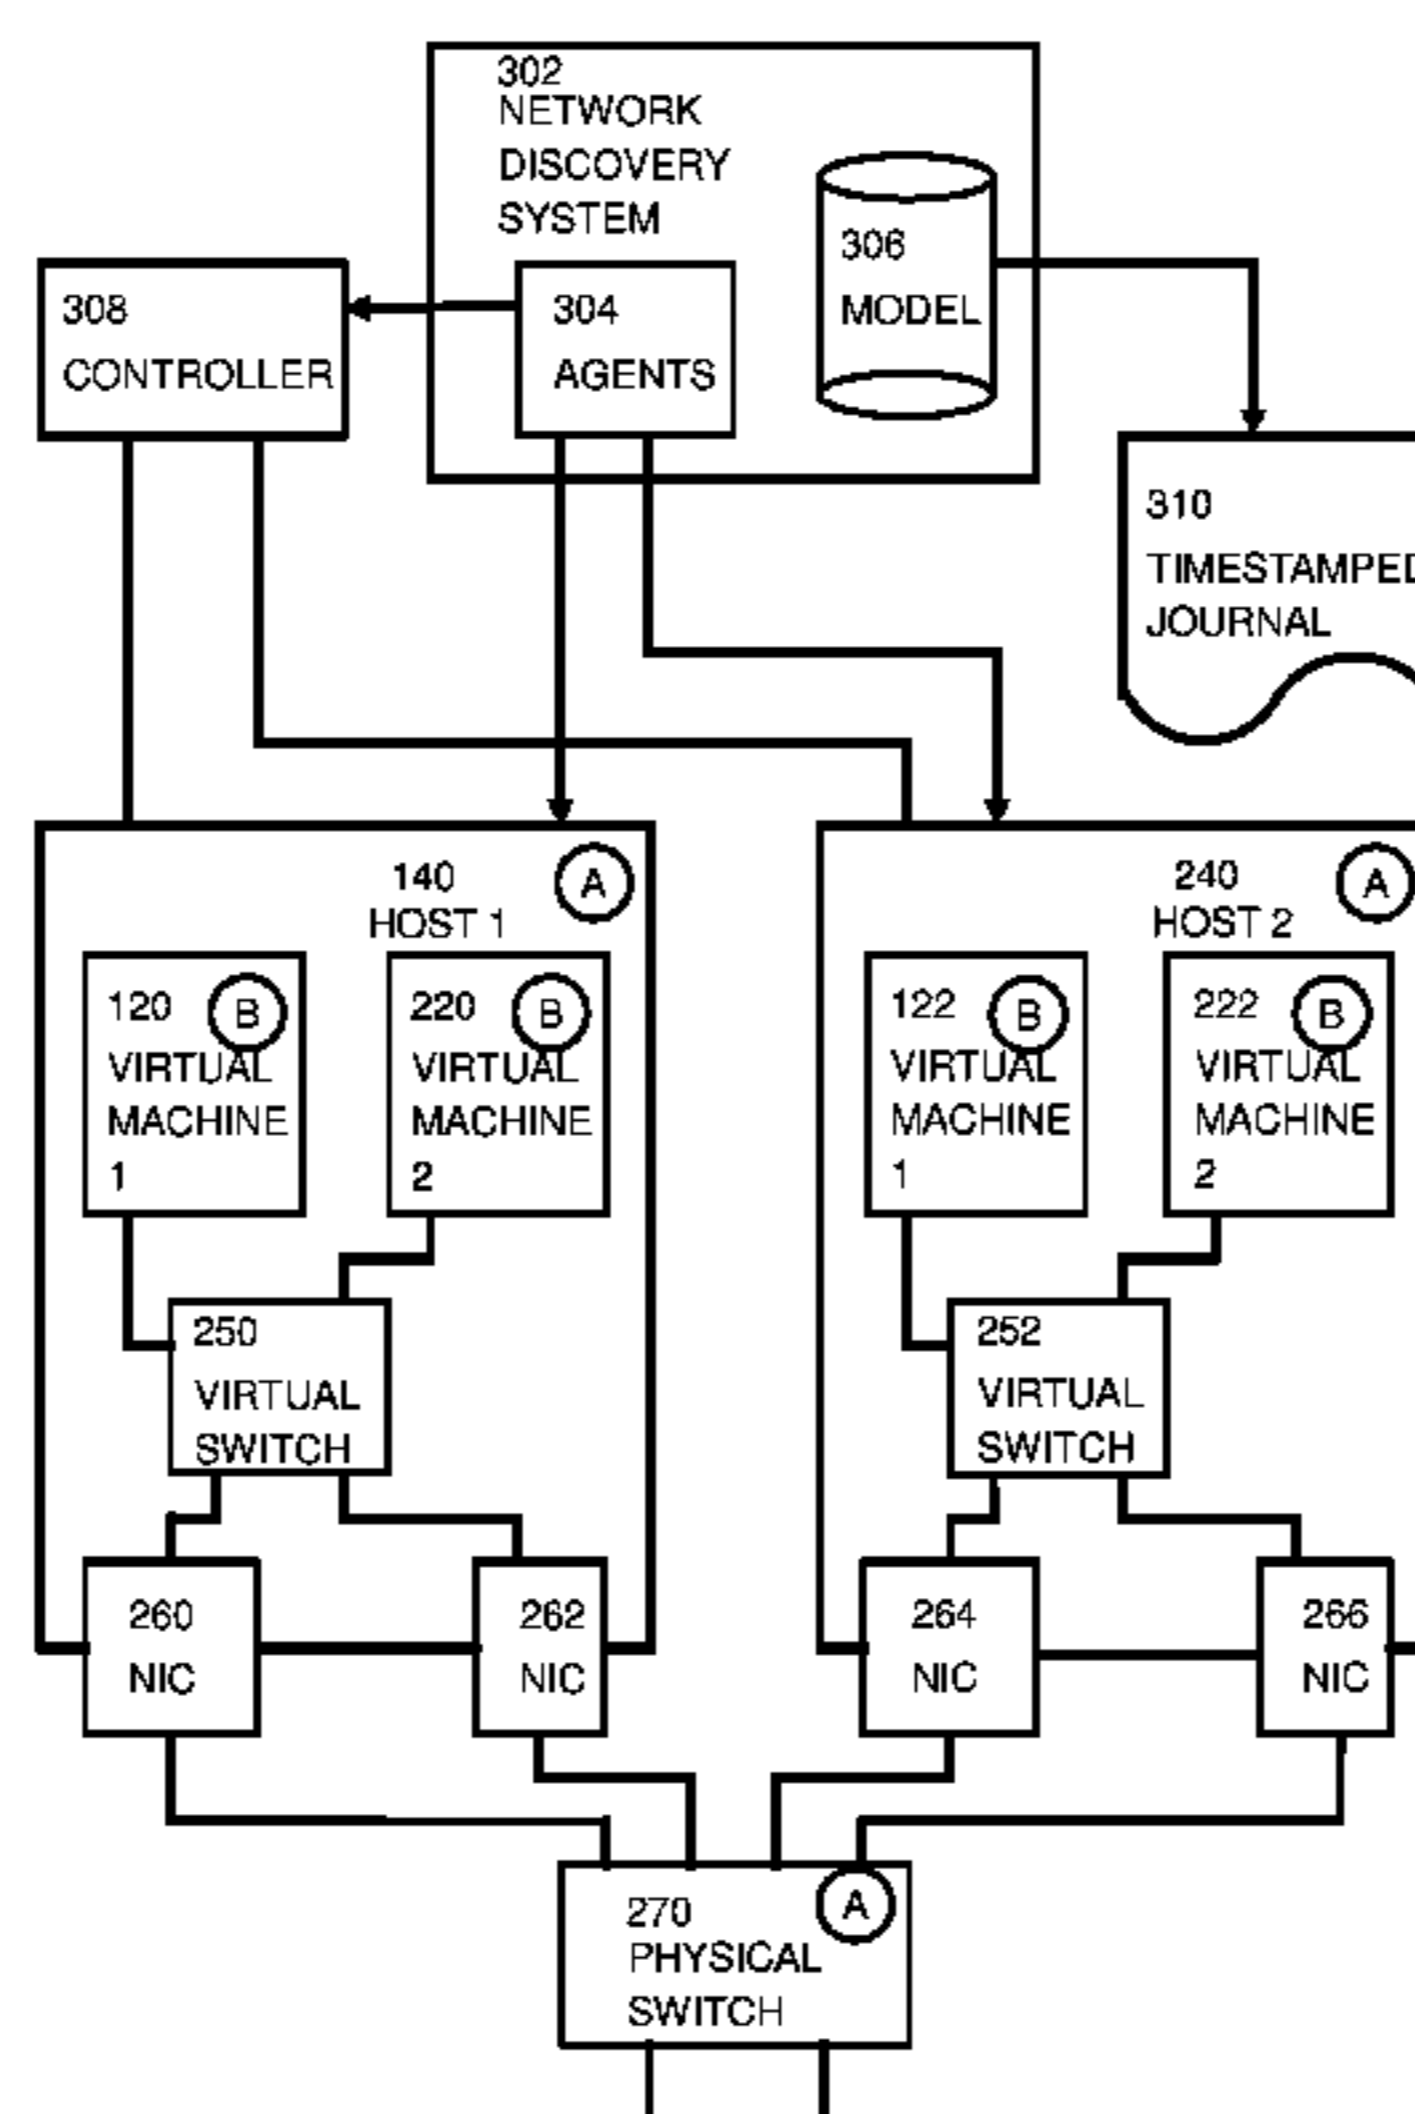 302
NETWORK
DISCOVERY
SYSTEM
306
MODEL
308
CONTROLLER
304
AGENTS
310
TIMESTAMPED
JOURNAL
140
HOST 1
A
120
B
VIRTUAL
MACHINE
1
220
B
VIRTUAL
MACHINE
2
250
VIRTUAL
SWITCH
260
NIC
262
NIC
240
HOST 2
A
122
B
VIRTUAL
MACHINE
1
222
B
VIRTUAL
MACHINE
2
252
VIRTUAL
SWITCH
264
NIC
266
NIC
270
A
PHYSICAL
SWITCH